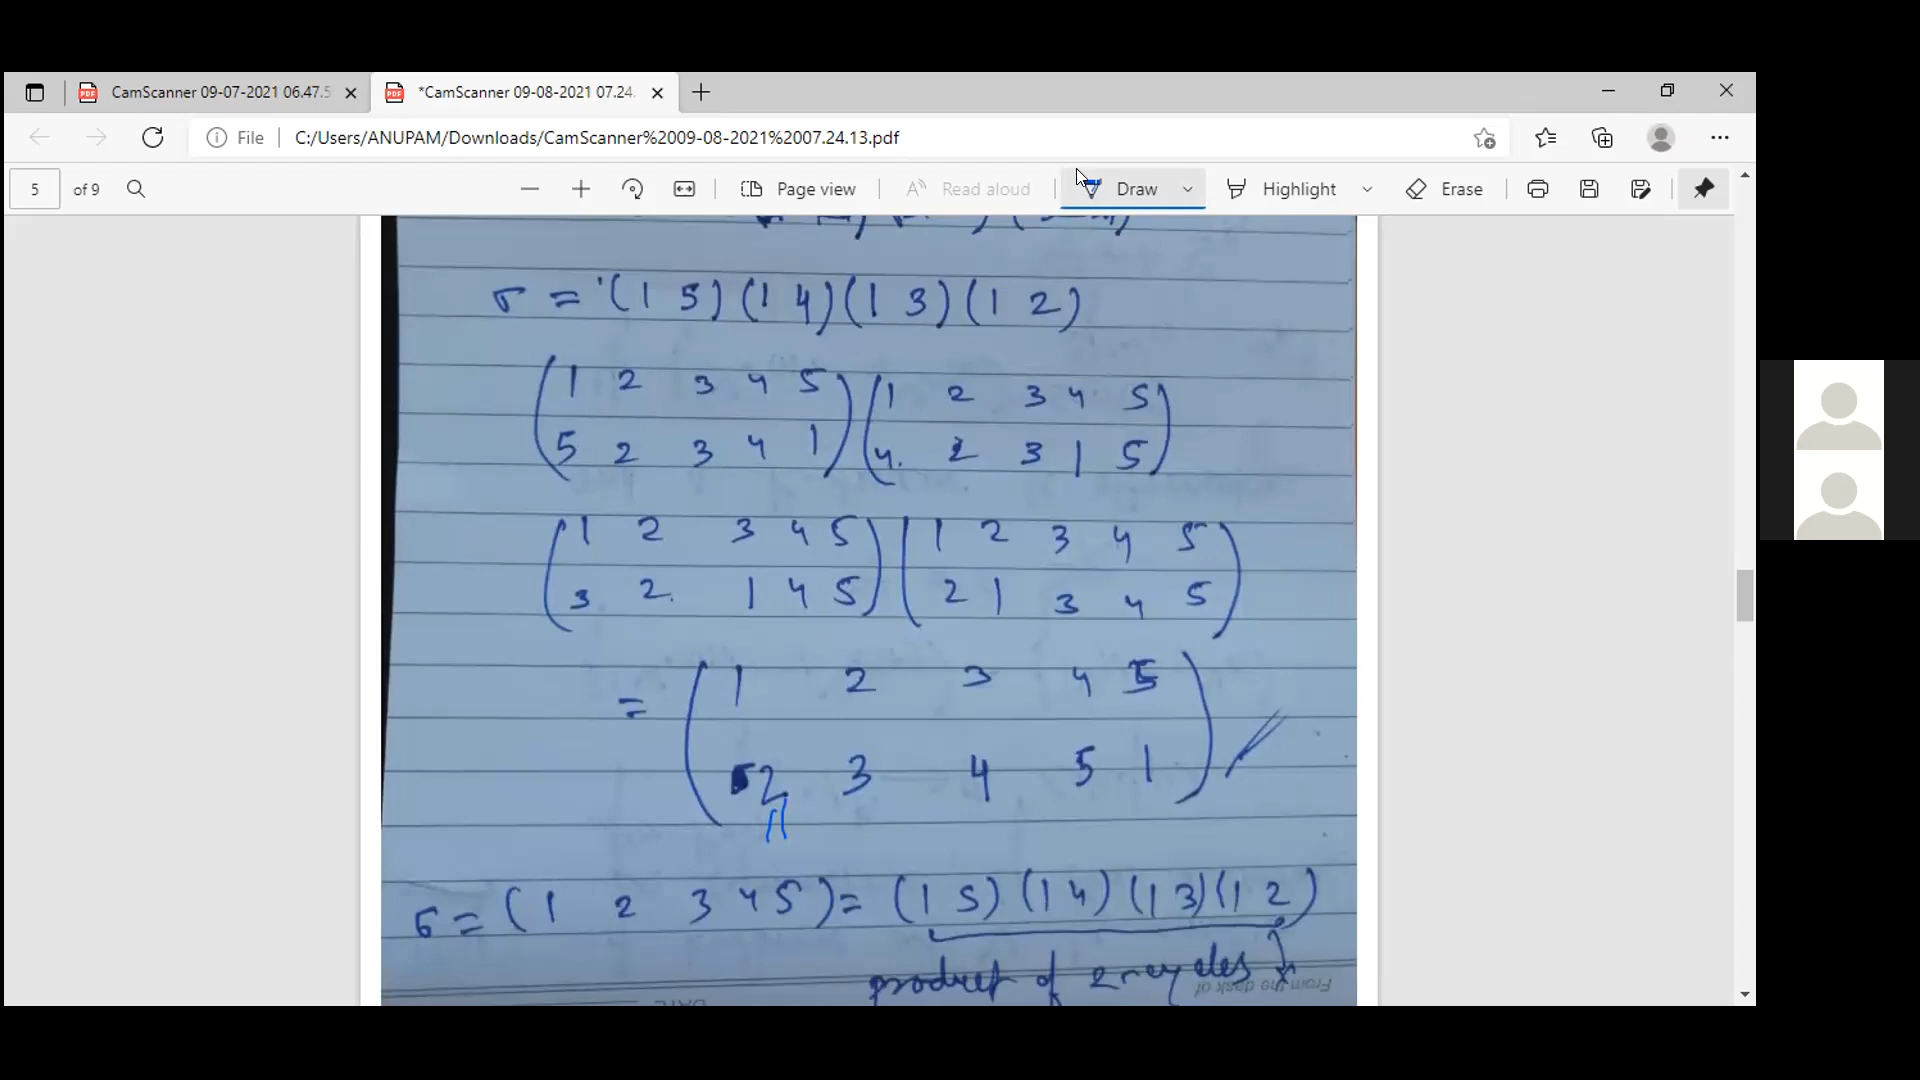 CamScanner 09-07-2021 06.47.5
*CamScanner 09-08-2021 07.24.
File
C:/Users/ANUPAM/Downloads/CamScanner%2009-08-2021%2007.24.13.pdf
5 of 9
Page view
Read aloud
Draw
Highlight
Erase
σ = (1 5) (1 4) (1 3) (1 2)
(1 2 3 4 5) (1 2 3 4 5)
(5 2 3 4 1) (4. 2 3 1 5)
(1 2 3 4 5) (1 2 3 4 5)
(3 2. 1 4 5) (2 1 3 4 5)
= (1 2 3 4 5)
(2 3 4 5 1)
σ = (1 2 3 4 5) = (1 5) (1 4) (1 3) (1 2)
product of 2 cycles
From the desk of
DATE